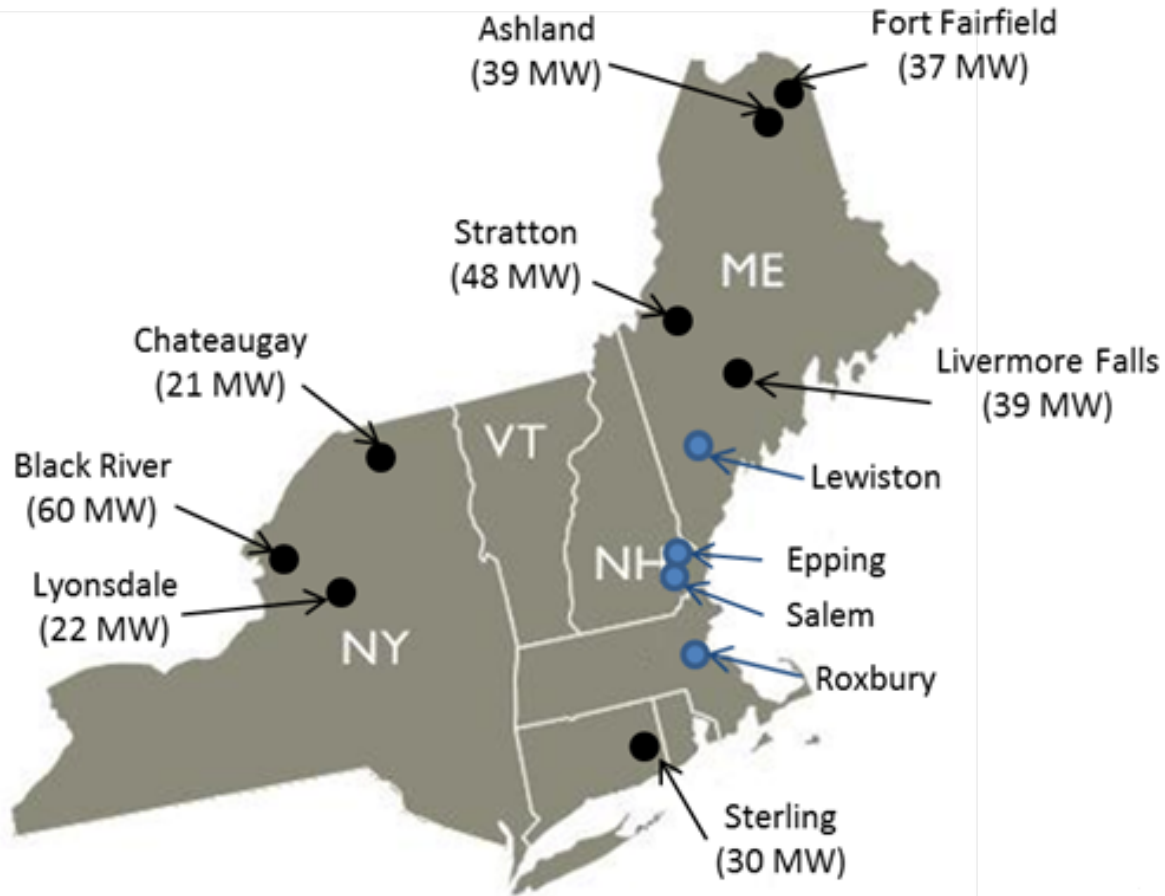 Ashland
(39 MW)
Fort Fairfield
(37 MW)
Stratton
(48 MW)
ME
Chateaugay
(21 MW)
Livermore Falls
(39 MW)
VT
Black River
(60 MW)
Lewiston
NH
Epping
Lyonsdale
(22 MW)
Salem
NY
Roxbury
Sterling
(30 MW)